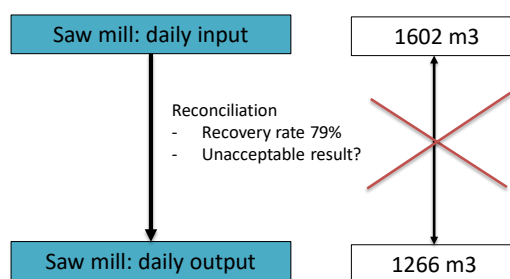 Saw mill: daily input
1602 m3
Reconciliation
- Recovery rate 79%
- Unacceptable result?
Saw mill: daily output
1266 m3